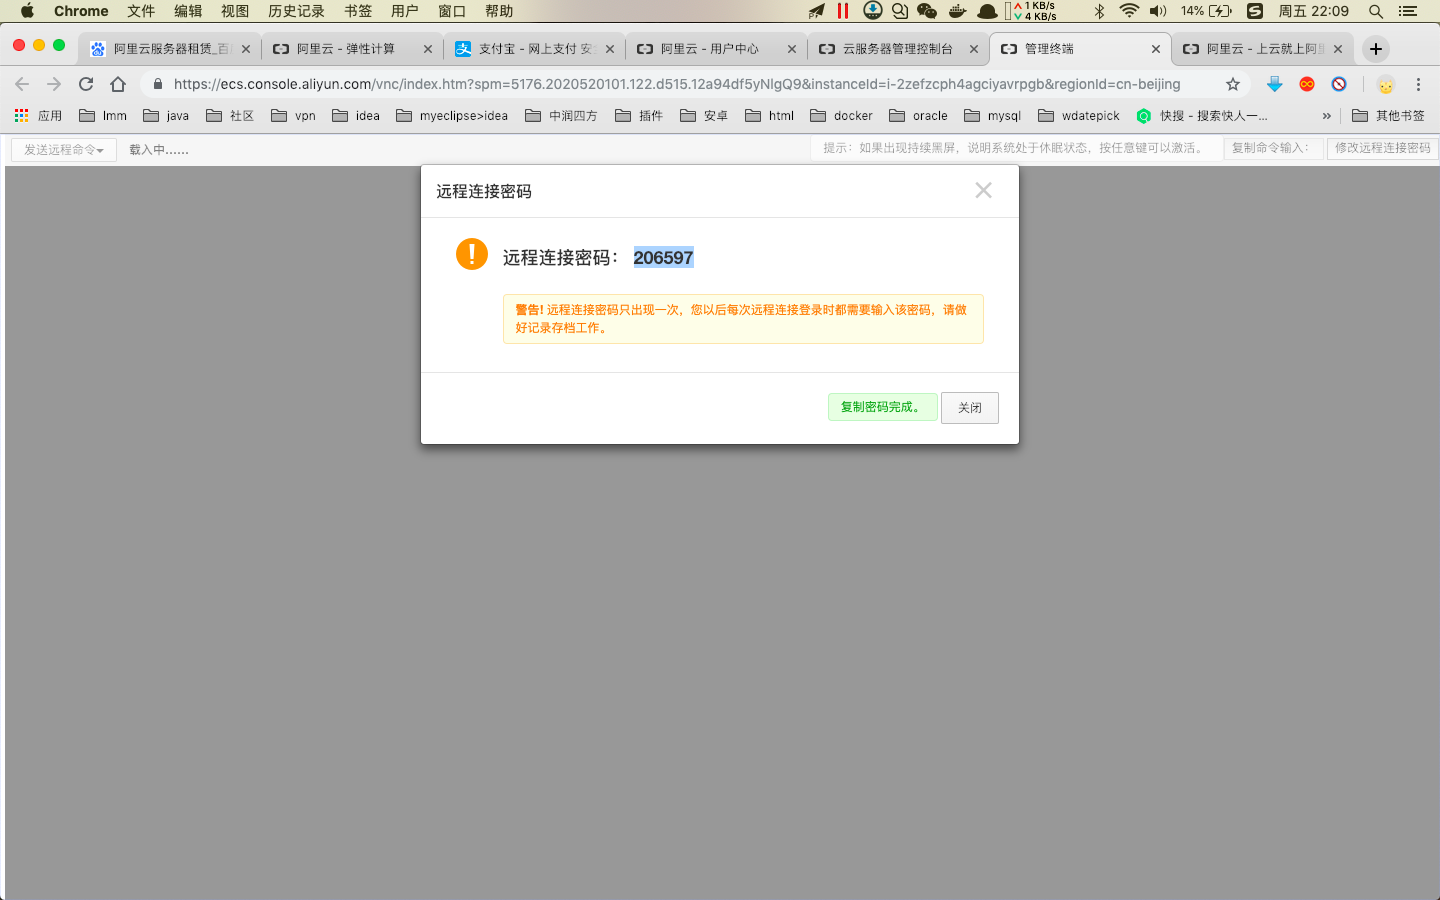 Chrome 文件 编辑 视图 历史记录 书签 用户 窗口 帮助 1 KB/s 4 KB/s 14% 周五 22:09
阿里云服务器租赁_百 阿里云 - 弹性计算 支付宝 - 网上支付 安 阿里云 - 用户中心 云服务器管理控制台 管理终端 阿里云 - 上云就上阿
https://ecs.console.aliyun.com/vnc/index.htm?spm=5176.2020520101.122.d515.12a94df5yNlgQ9&instanceId=i-2zefzcph4agciyavrpgb&regionId=cn-beijing
应用 lmm java 社区 vpn idea myeclipse>idea 中润四方 插件 安卓 html docker oracle mysql wdatepick 快搜 - 搜索快人一... » 其他书签
发送远程命令 载入中...... 提示：如果出现持续黑屏，说明系统处于休眠状态，按任意键可以激活。 复制命令输入： 修改远程连接密码
远程连接密码
远程连接密码： 206597
警告! 远程连接密码只出现一次，您以后每次远程连接登录时都需要输入该密码，请做
好记录存档工作。
复制密码完成。 关闭